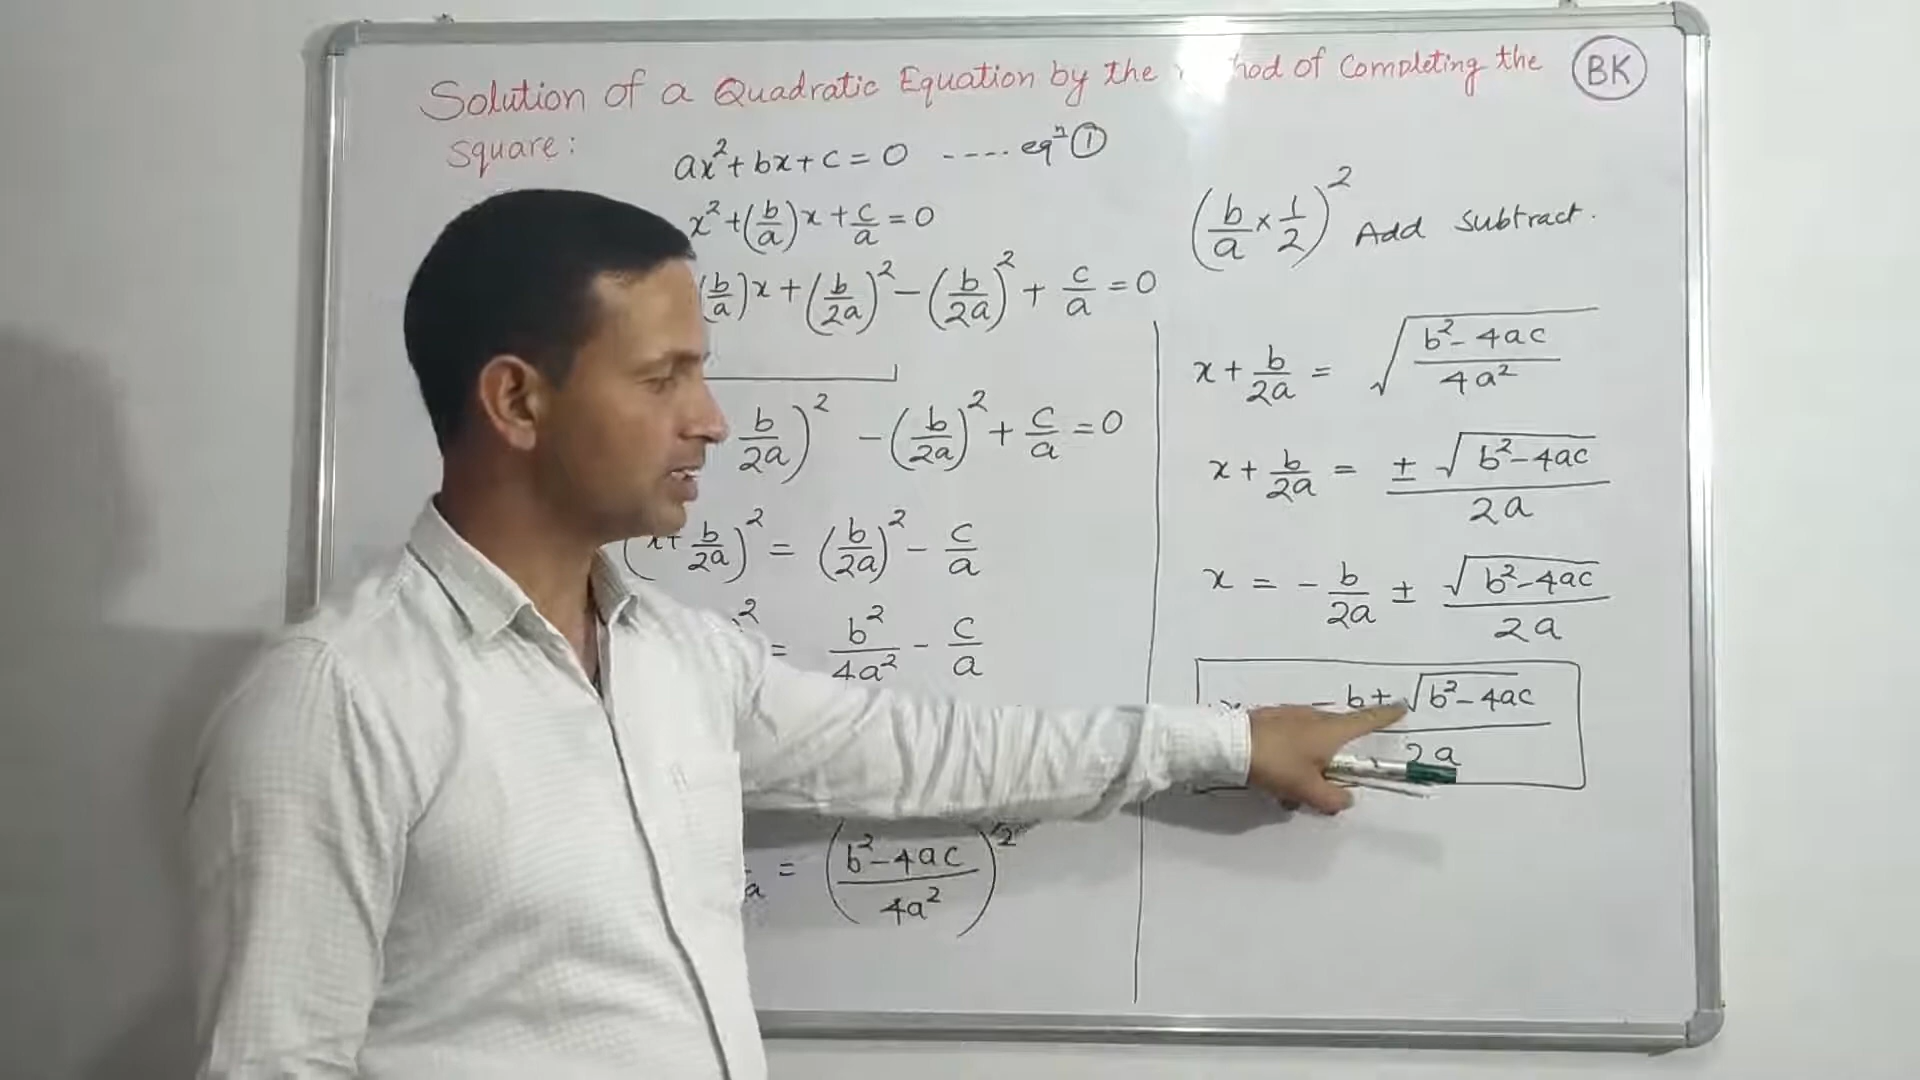 Solution of a Quadratic Equation by the hod of Completing the
Square:
BK
ax² + bx + c = 0 ---- eqⁿ ①
x² + (b/a)x + c/a = 0
(b/a)x + (b/2a)² - (b/2a)² + c/a = 0
b/2a)² - (b/2a)² + c/a = 0
(x + b/2a)² = (b/2a)² - c/a
² = b²/4a² - c/a
a = (b² - 4ac/4a²)^½
(b/a × 1/2)² Add Subtract.
x + b/2a = √(b² - 4ac/4a²)
x + b/2a = ± √(b² - 4ac)/2a
x = - b/2a ± √(b² - 4ac)/2a
- b ± √(b² - 4ac)/2a